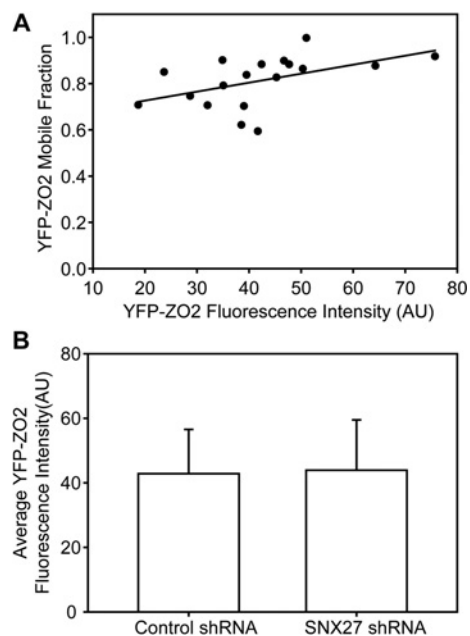 A
YFP-ZO2 Mobile Fraction
1.0
0.8
0.6
0.4
0.2
0.0
10 20 30 40 50 60 70 80
YFP-ZO2 Fluorescence Intensity (AU)
B
Average YFP-ZO2
Fluorescence Intensity(AU)
80
60
40
20
0
Control shRNA SNX27 shRNA